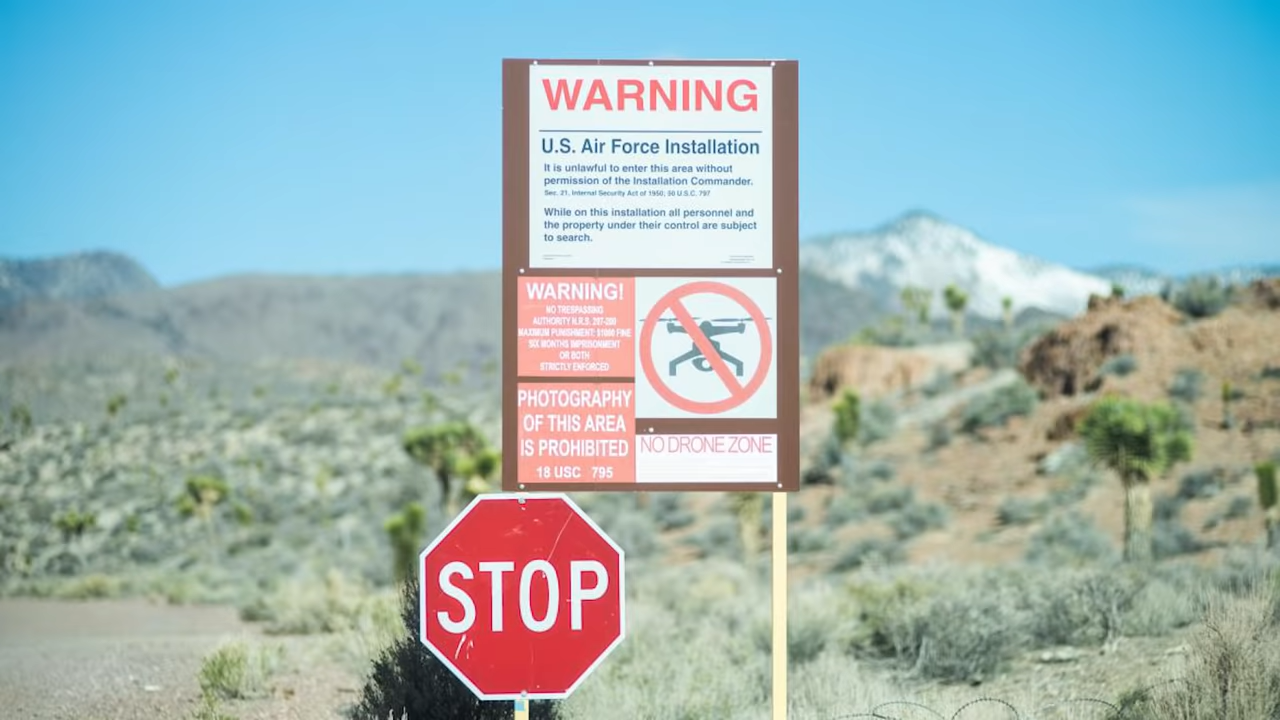 WARNING
U.S. Air Force Installation
It is unlawful to enter this area without
permission of the Installation Commander.
Sec. 21, Internal Security Act of 1950; 50 U.S.C. 797
While on this installation all personnel and
the property under their control are subject
to search.
WARNING!
NO TRESPASSING
AUTHORITY N.R.S. 207-200
MAXIMUM PUNISHMENT: $1000 FINE
SIX MONTHS IMPRISONMENT
OR BOTH
STRICTLY ENFORCED
PHOTOGRAPHY
OF THIS AREA
IS PROHIBITED
18 USC 795
NO DRONE ZONE
STOP